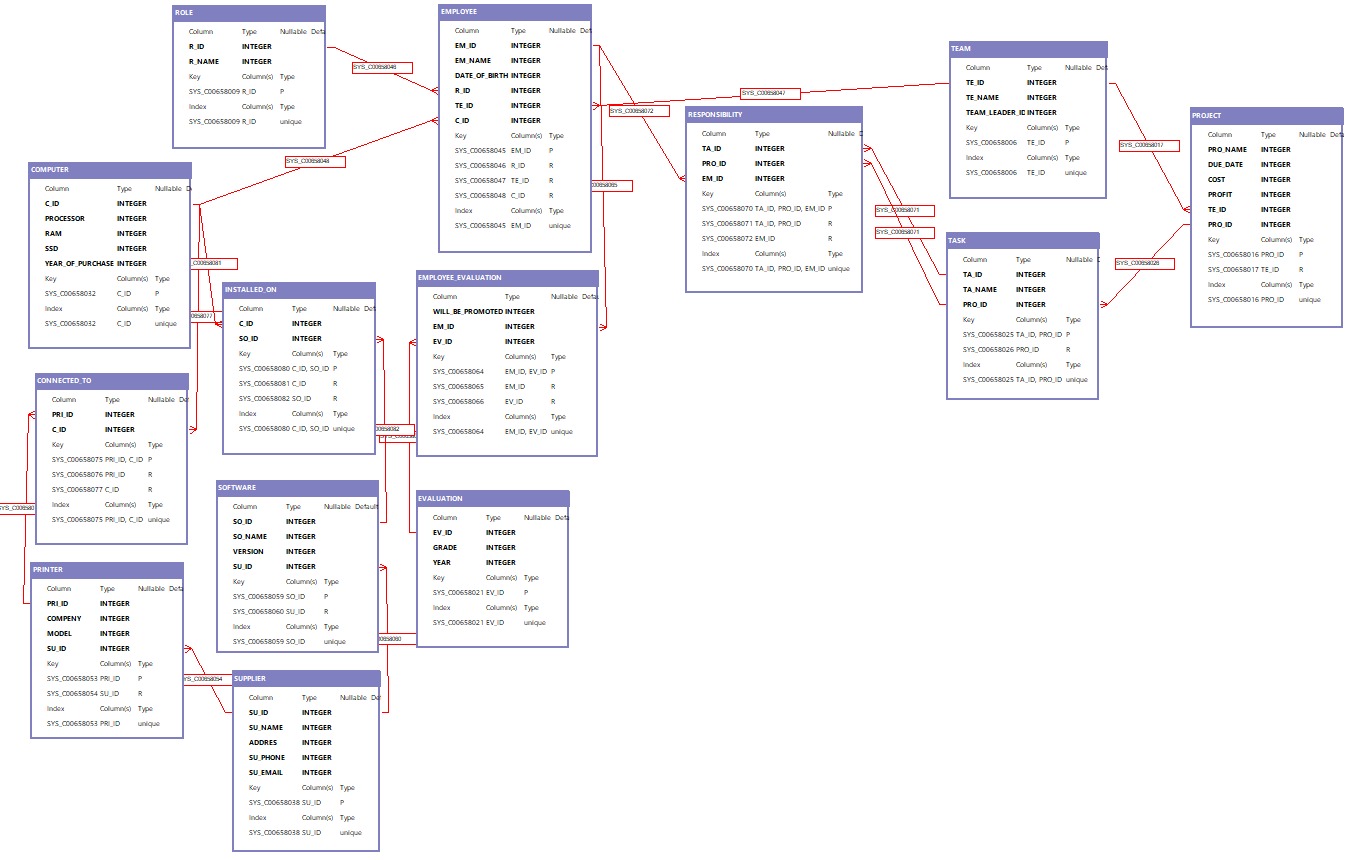 ROLE
Column Type Nullable Defa
R_ID INTEGER
R_NAME INTEGER
Key Column(s) Type
SYS_C00658009 R_ID P
Index Column(s) Type
SYS_C00658009 R_ID unique
SYS_C00658046
EMPLOYEE
Column Type Nullable Def
EM_ID INTEGER
EM_NAME INTEGER
DATE_OF_BIRTH INTEGER
R_ID INTEGER
TE_ID INTEGER
C_ID INTEGER
Key Column(s) Type
SYS_C00658045 EM_ID P
SYS_C00658046 R_ID R
SYS_C00658047 TE_ID R
SYS_C00658048 C_ID R
Index Column(s) Type
SYS_C00658045 EM_ID unique
SYS_C00658047
SYS_C00658072
SYS_C00658048
00658065
TEAM
Column Type Nullable Def
TE_ID INTEGER
TE_NAME INTEGER
TEAM_LEADER_ID INTEGER
Key Column(s) Type
SYS_C00658006 TE_ID P
Index Column(s) Type
SYS_C00658006 TE_ID unique
SYS_C00658017
RESPONSIBILITY
Column Type Nullable D
TA_ID INTEGER
PRO_ID INTEGER
EM_ID INTEGER
Key Column(s) Type
SYS_C00658070 TA_ID, PRO_ID, EM_ID P
SYS_C00658071 TA_ID, PRO_ID R
SYS_C00658072 EM_ID R
Index Column(s) Type
SYS_C00658070 TA_ID, PRO_ID, EM_ID unique
SYS_C00658071
SYS_C00658071
PROJECT
Column Type Nullable Defa
PRO_NAME INTEGER
DUE_DATE INTEGER
COST INTEGER
PROFIT INTEGER
TE_ID INTEGER
PRO_ID INTEGER
Key Column(s) Type
SYS_C00658016 PRO_ID P
SYS_C00658017 TE_ID R
Index Column(s) Type
SYS_C00658016 PRO_ID unique
SYS_C00658026
TASK
Column Type Nullable D
TA_ID INTEGER
TA_NAME INTEGER
PRO_ID INTEGER
Key Column(s) Type
SYS_C00658025 TA_ID, PRO_ID P
SYS_C00658026 PRO_ID R
Index Column(s) Type
SYS_C00658025 TA_ID, PRO_ID unique
COMPUTER
Column Type Nullable D
C_ID INTEGER
PROCESSOR INTEGER
RAM INTEGER
SSD INTEGER
YEAR_OF_PURCHASE INTEGER
Key Column(s) Type
SYS_C00658032 C_ID P
Index Column(s) Type
SYS_C00658032 C_ID unique
_C00658081
0658077
INSTALLED_ON
Column Type Nullable Def
C_ID INTEGER
SO_ID INTEGER
Key Column(s) Type
SYS_C00658080 C_ID, SO_ID P
SYS_C00658081 C_ID R
SYS_C00658082 SO_ID R
Index Column(s) Type
SYS_C00658080 C_ID, SO_ID unique
0658082
EMPLOYEE_EVALUATION
Column Type Nullable Defau
WILL_BE_PROMOTED INTEGER
EM_ID INTEGER
EV_ID INTEGER
Key Column(s) Type
SYS_C00658064 EM_ID, EV_ID P
SYS_C00658065 EM_ID R
SYS_C00658066 EV_ID R
Index Column(s) Type
SYS_C00658064 EM_ID, EV_ID unique
CONNECTED_TO
Column Type Nullable Def
PRI_ID INTEGER
C_ID INTEGER
Key Column(s) Type
SYS_C00658075 PRI_ID, C_ID P
SYS_C00658076 PRI_ID R
SYS_C00658077 C_ID R
Index Column(s) Type
SYS_C00658075 PRI_ID, C_ID unique
SYS_C006580
SOFTWARE
Column Type Nullable Default
SO_ID INTEGER
SO_NAME INTEGER
VERSION INTEGER
SU_ID INTEGER
Key Column(s) Type
SYS_C00658059 SO_ID P
SYS_C00658060 SU_ID R
Index Column(s) Type
SYS_C00658059 SO_ID unique
0658060
EVALUATION
Column Type Nullable Defa
EV_ID INTEGER
GRADE INTEGER
YEAR INTEGER
Key Column(s) Type
SYS_C00658021 EV_ID P
Index Column(s) Type
SYS_C00658021 EV_ID unique
PRINTER
Column Type Nullable Defa
PRI_ID INTEGER
COMPENY INTEGER
MODEL INTEGER
SU_ID INTEGER
Key Column(s) Type
SYS_C00658053 PRI_ID P
SYS_C00658054 SU_ID R
Index Column(s) Type
SYS_C00658053 PRI_ID unique
SYS_C00658054
SUPPLIER
Column Type Nullable Def
SU_ID INTEGER
SU_NAME INTEGER
ADDRES INTEGER
SU_PHONE INTEGER
SU_EMAIL INTEGER
Key Column(s) Type
SYS_C00658038 SU_ID P
Index Column(s) Type
SYS_C00658038 SU_ID unique